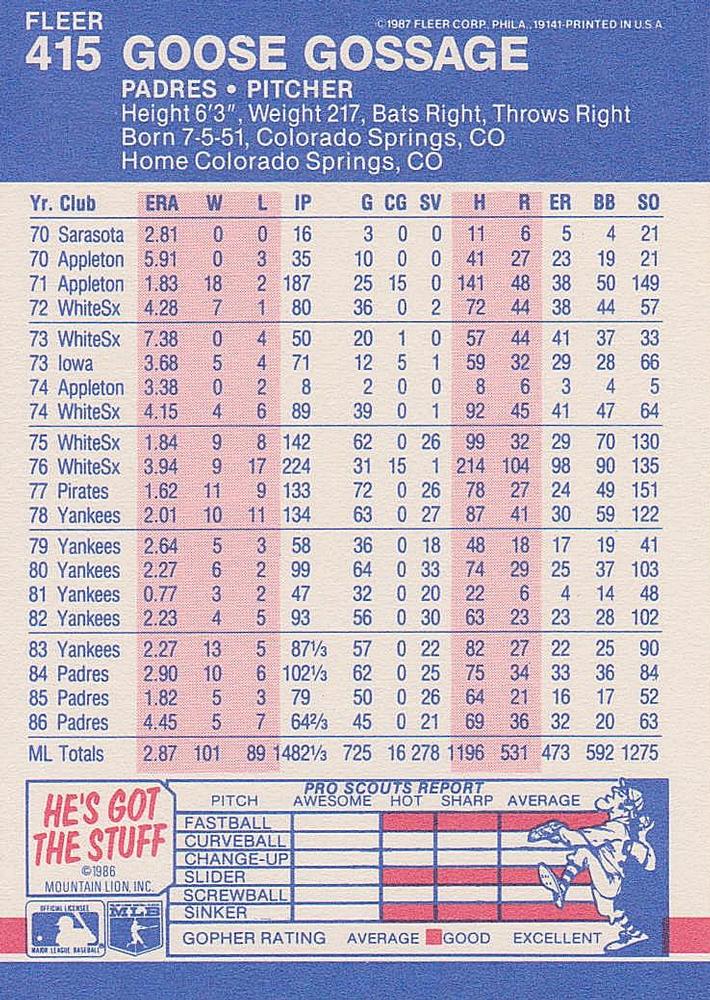 FLEER
©1987 FLEER CORP. PHILA., 19141-PRINTED IN U.S.A.
415 GOOSE GOSSAGE
PADRES • PITCHER
Height 6'3", Weight 217, Bats Right, Throws Right
Born 7-5-51, Colorado Springs, CO
Home Colorado Springs, CO
Yr. Club ERA W L IP G CG SV H R ER BB SO
70 Sarasota 2.81 0 0 16 3 0 0 11 6 5 4 21
70 Appleton 5.91 0 3 35 10 0 0 41 27 23 19 21
71 Appleton 1.83 18 2 187 25 15 0 141 48 38 50 149
72 WhiteSx 4.28 7 1 80 36 0 2 72 44 38 44 57
73 WhiteSx 7.38 0 4 50 20 1 0 57 44 41 37 33
73 Iowa 3.68 5 4 71 12 5 1 59 32 29 28 66
74 Appleton 3.38 0 2 8 2 0 0 8 6 3 4 5
74 WhiteSx 4.15 4 6 89 39 0 1 92 45 41 47 64
75 WhiteSx 1.84 9 8 142 62 0 26 99 32 29 70 130
76 WhiteSx 3.94 9 17 224 31 15 1 214 104 98 90 135
77 Pirates 1.62 11 9 133 72 0 26 78 27 24 49 151
78 Yankees 2.01 10 11 134 63 0 27 87 41 30 59 122
79 Yankees 2.64 5 3 58 36 0 18 48 18 17 19 41
80 Yankees 2.27 6 2 99 64 0 33 74 29 25 37 103
81 Yankees 0.77 3 2 47 32 0 20 22 6 4 14 48
82 Yankees 2.23 4 5 93 56 0 30 63 23 23 28 102
83 Yankees 2.27 13 5 87⅓ 57 0 22 82 27 22 25 90
84 Padres 2.90 10 6 102⅓ 62 0 25 75 34 33 36 84
85 Padres 1.82 5 3 79 50 0 26 64 21 16 17 52
86 Padres 4.45 5 7 64⅔ 45 0 21 69 36 32 20 63
ML Totals 2.87 101 89 1482⅓ 725 16 278 1196 531 473 592 1275
HE'S GOT
THE STUFF
©1986
MOUNTAIN LION, INC.
PRO SCOUTS REPORT
PITCH AWESOME HOT SHARP AVERAGE
FASTBALL
CURVEBALL
CHANGE-UP
SLIDER
SCREWBALL
SINKER
GOPHER RATING AVERAGE GOOD EXCELLENT
OFFICIAL LICENSEE
MAJOR LEAGUE BASEBALL
MLB